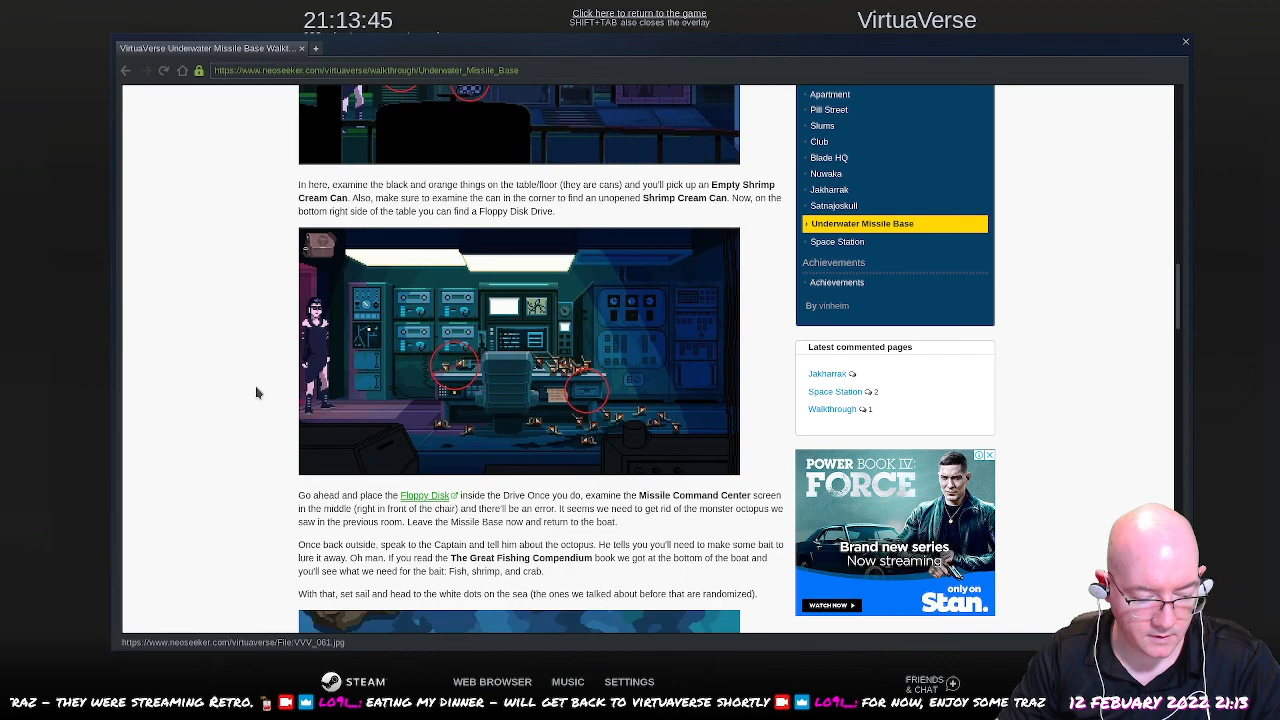 21:13:45
Click here to return to the game
SHIFT+TAB also closes the overlay
VirtuaVerse
VirtuaVerse Underwater Missile Base Walkt...
https://www.neoseeker.com/virtuaverse/walkthrough/Underwater_Missile_Base
Apartment
Pill Street
Slums
Club
Blade HQ
Nuwaka
Jakharrak
Satnajoskull
› Underwater Missile Base
Space Station
Achievements
Achievements
By vinheim
In here, examine the black and orange things on the table/floor (they are cans) and you'll pick up an Empty Shrimp
Cream Can. Also, make sure to examine the can in the corner to find an unopened Shrimp Cream Can. Now, on the
bottom right side of the table you can find a Floppy Disk Drive.
Latest commented pages
Jakharrak
Space Station 2
Walkthrough 1
POWER BOOK IV:
FORCE
Brand new series
Now streaming
only on
Stan.
WATCH NOW
Go ahead and place the Floppy Disk inside the Drive Once you do, examine the Missile Command Center screen
in the middle (right in front of the chair) and there'll be an error. It seems we need to get rid of the monster octopus we
saw in the previous room. Leave the Missile Base now and return to the boat.
Once back outside, speak to the Captain and tell him about the octopus. He tells you you'll need to make some bait to
lure it away. Oh man. If you read the The Great Fishing Compendium book we got at the bottom of the boat and
you'll see what we need for the bait: Fish, shrimp, and crab.
With that, set sail and head to the white dots on the sea (the ones we talked about before that are randomized).
https://www.neoseeker.com/virtuaverse/File:VVV_061.jpg
STEAM
WEB BROWSER
MUSIC
SETTINGS
FRIENDS
& CHAT
RAZ - THEY WERE STREAMING RETRO. LO9I_: EATING MY DINNER - WILL GET BACK TO VIRTUAVERSE SHORTLY LO9I_: FOR NOW, ENJOY SOME TRAZ
12 FEBUARY 2022 21:13